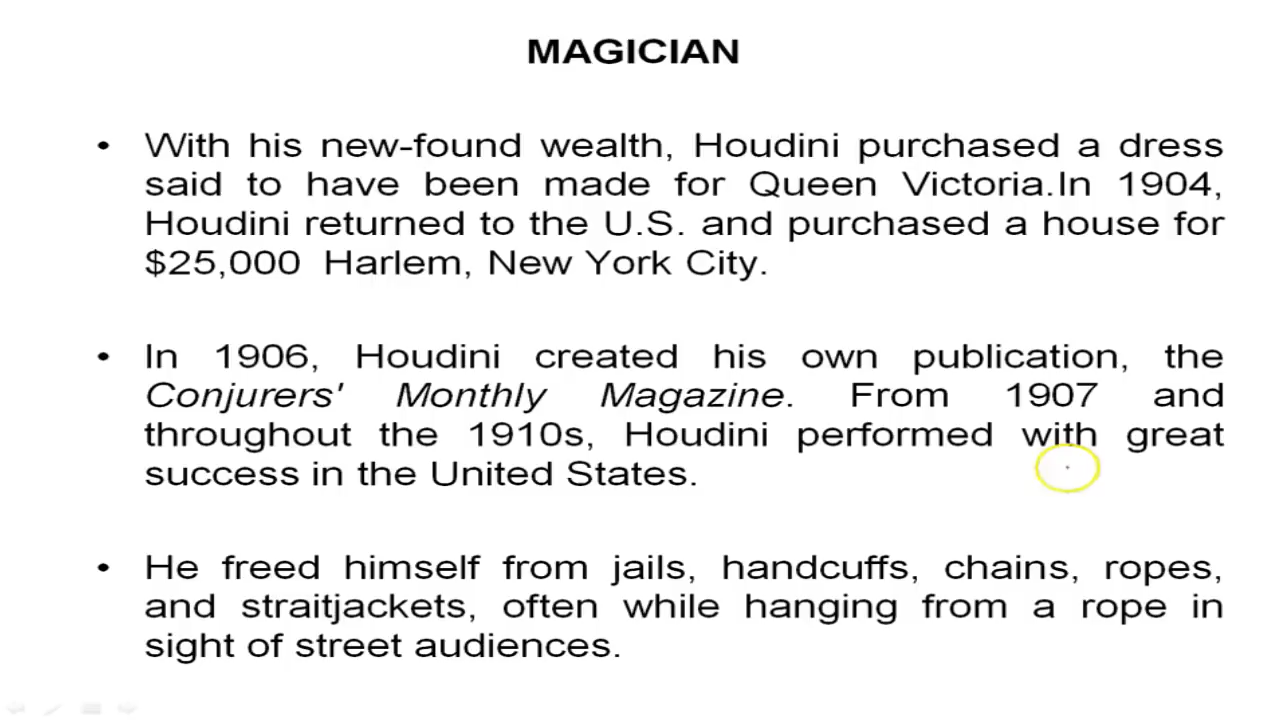 MAGICIAN
• With his new-found wealth, Houdini purchased a dress
said to have been made for Queen Victoria.In 1904,
Houdini returned to the U.S. and purchased a house for
$25,000 Harlem, New York City.
• In 1906, Houdini created his own publication, the
Conjurers' Monthly Magazine. From 1907 and
throughout the 1910s, Houdini performed with great
success in the United States.
• He freed himself from jails, handcuffs, chains, ropes,
and straitjackets, often while hanging from a rope in
sight of street audiences.